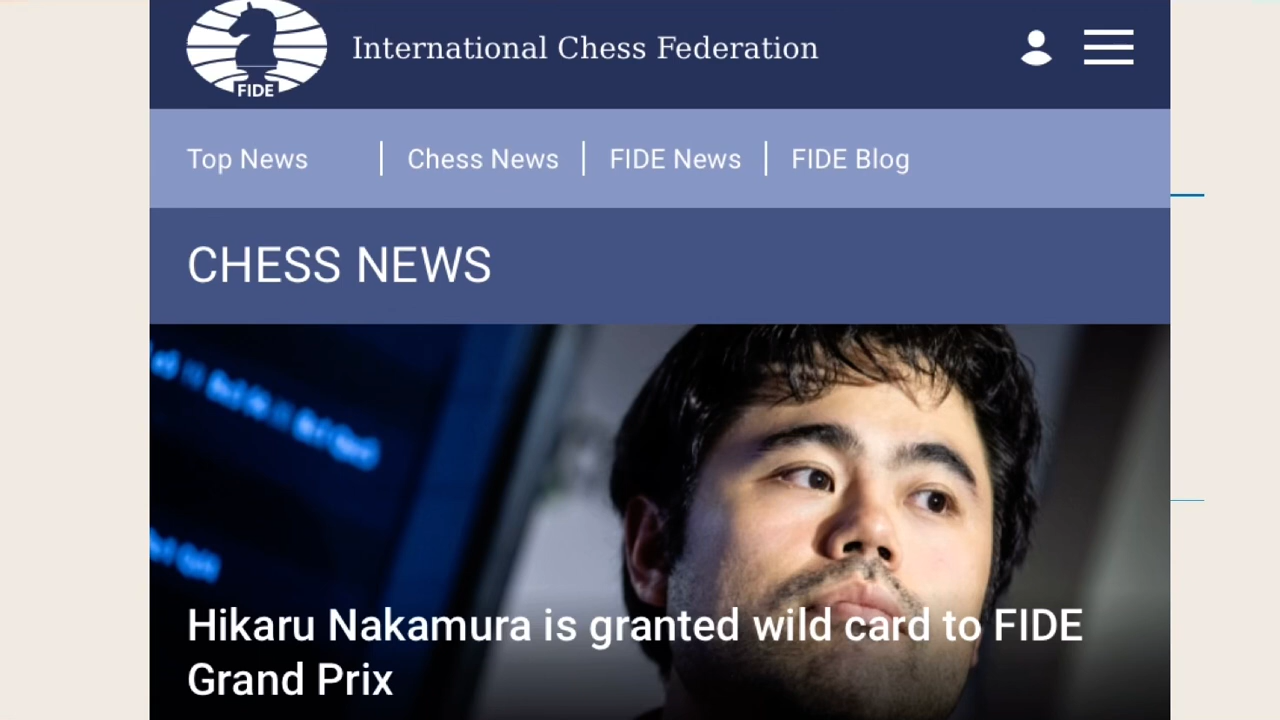 FIDE
International Chess Federation
Top News
Chess News
FIDE News
FIDE Blog
CHESS NEWS
Hikaru Nakamura is granted wild card to FIDE
Grand Prix